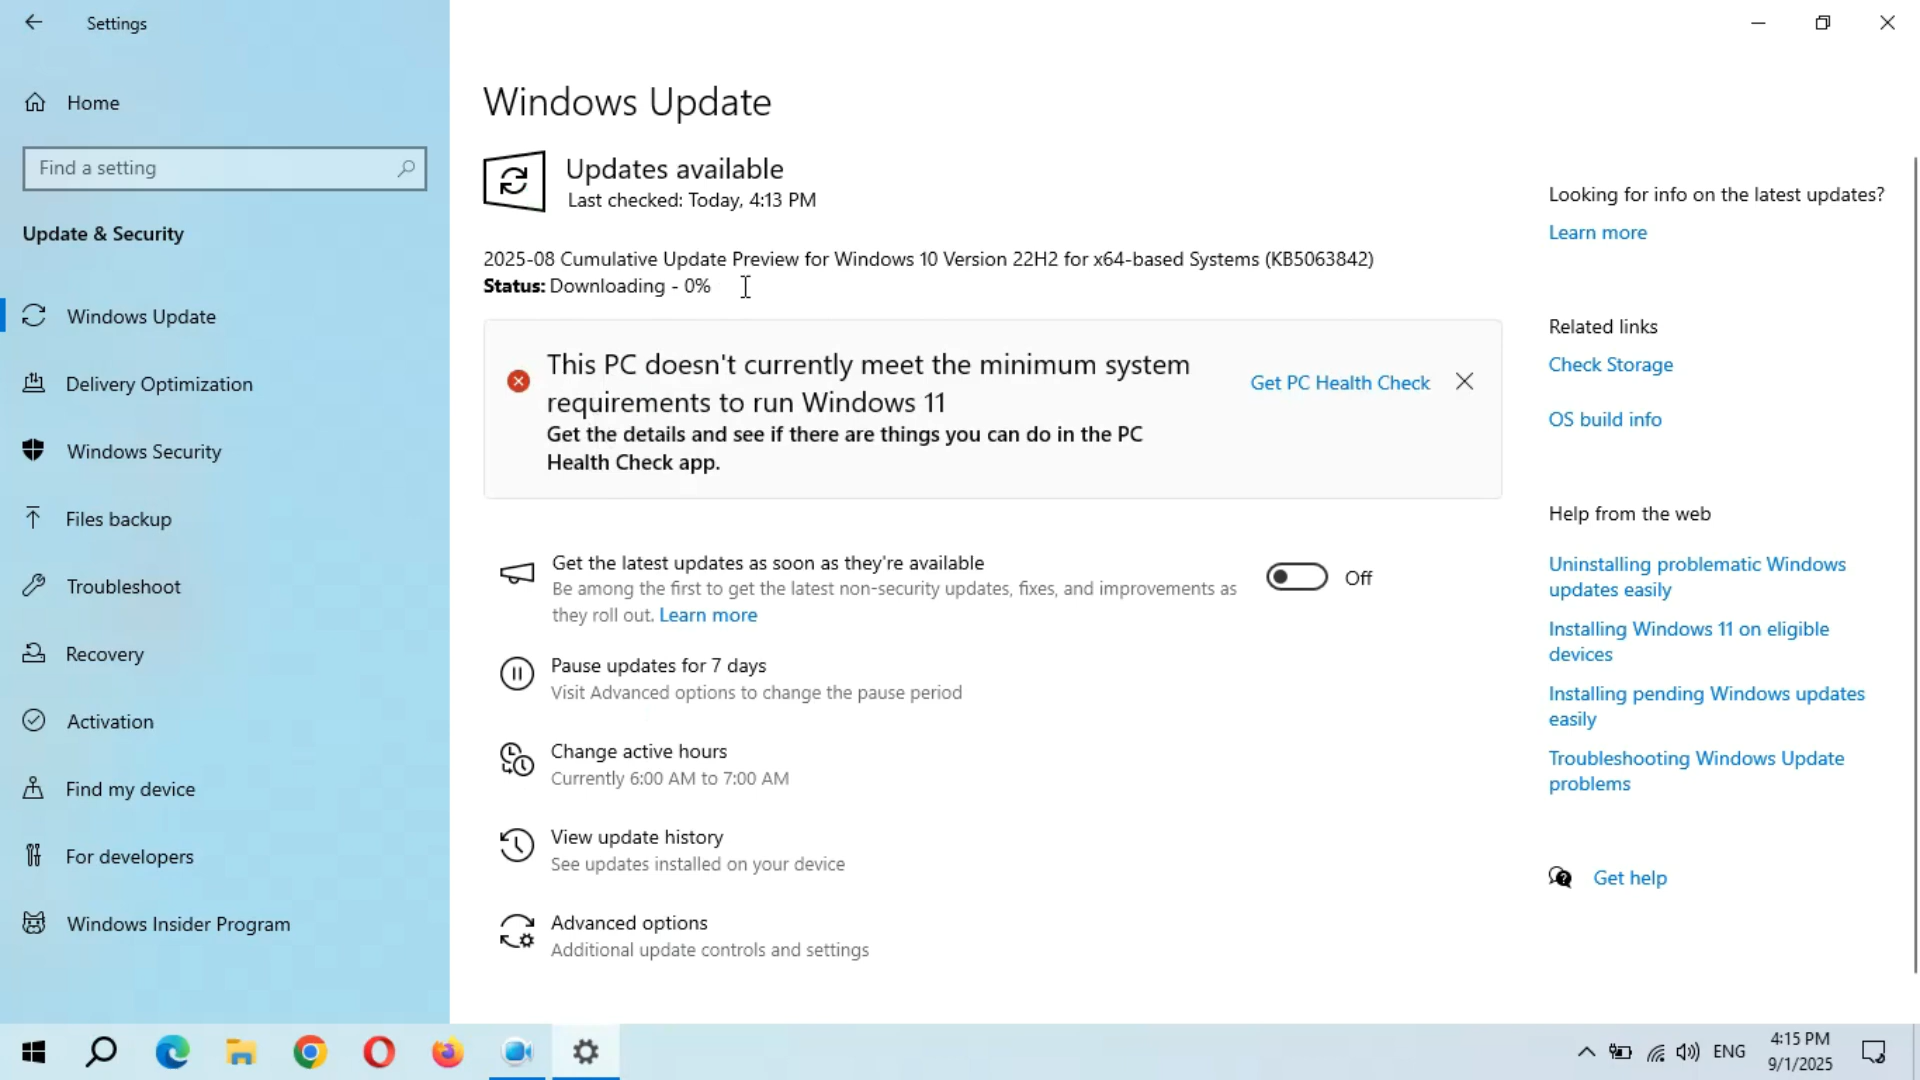 Settings
Home
Find a setting
Update & Security
Windows Update
Delivery Optimization
Windows Security
Files backup
Troubleshoot
Recovery
Activation
Find my device
For developers
Windows Insider Program
Windows Update
Updates available
Last checked: Today, 4:13 PM
2025-08 Cumulative Update Preview for Windows 10 Version 22H2 for x64-based Systems (KB5063842)
Status: Downloading - 0%
This PC doesn't currently meet the minimum system
requirements to run Windows 11
Get the details and see if there are things you can do in the PC
Health Check app.
Get PC Health Check
Get the latest updates as soon as they're available
Be among the first to get the latest non-security updates, fixes, and improvements as
they roll out. Learn more
Off
Pause updates for 7 days
Visit Advanced options to change the pause period
Change active hours
Currently 6:00 AM to 7:00 AM
View update history
See updates installed on your device
Advanced options
Additional update controls and settings
Looking for info on the latest updates?
Learn more
Related links
Check Storage
OS build info
Help from the web
Uninstalling problematic Windows
updates easily
Installing Windows 11 on eligible
devices
Installing pending Windows updates
easily
Troubleshooting Windows Update
problems
Get help
ENG
4:15 PM
9/1/2025